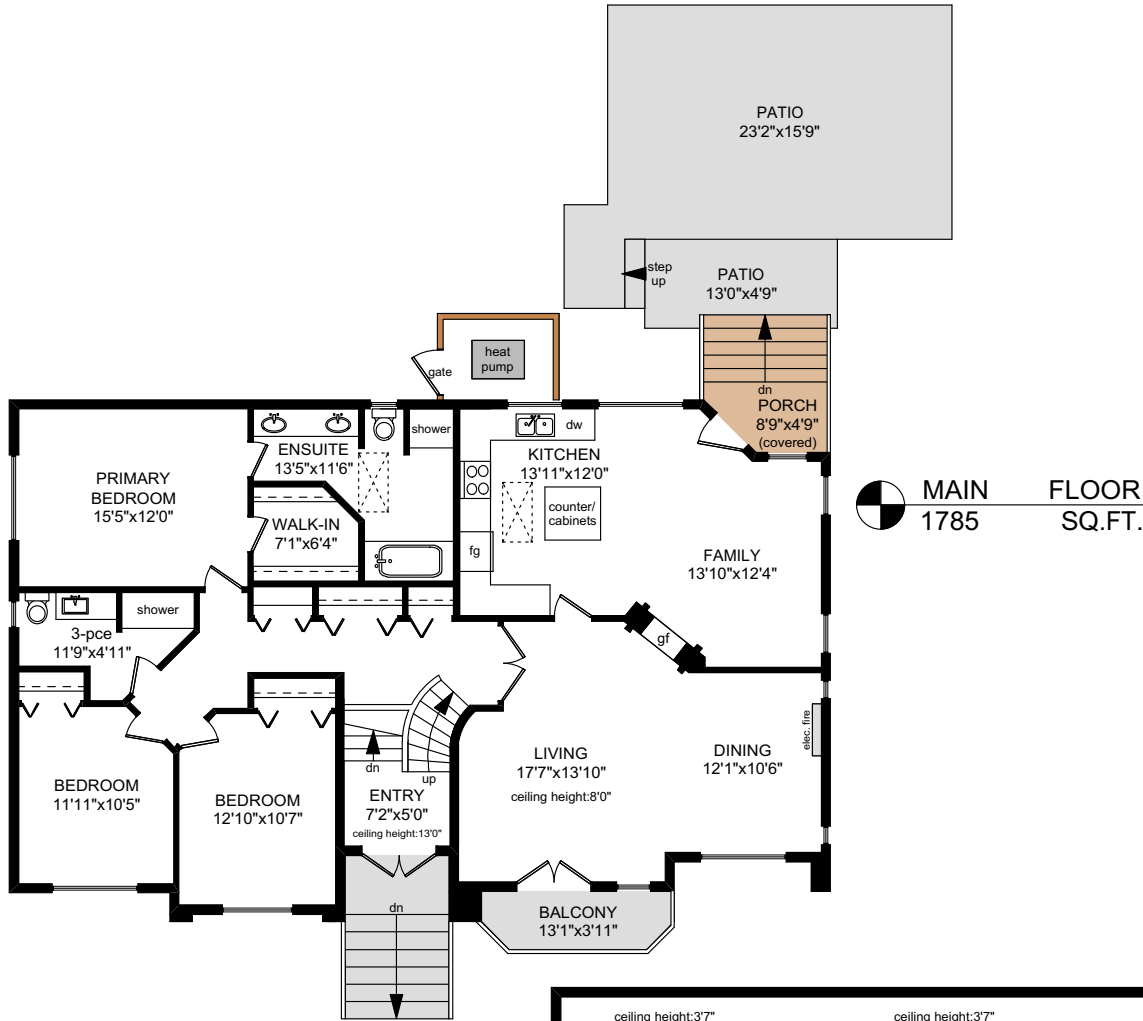 PATIO
23'2"x15'9"
step
up
PATIO
13'0"x4'9"
heat
pump
gate
dn
PORCH
8'9"x4'9"
(covered)
shower
dw
ENSUITE
13'5"x11'6"
KITCHEN
13'11"x12'0"
PRIMARY
BEDROOM
15'5"x12'0"
counter/
cabinets
MAIN FLOOR
1785 SQ.FT.
WALK-IN
7'1"x6'4"
fg
FAMILY
13'10"x12'4"
shower
3-pce
11'9"x4'11"
gf
elec. fire
LIVING
17'7"x13'10"
ceiling height:8'0"
DINING
12'1"x10'6"
dn
up
BEDROOM
11'11"x10'5"
BEDROOM
12'10"x10'7"
ENTRY
7'2"x5'0"
ceiling height:13'0"
dn
BALCONY
13'1"x3'11"
ceiling height:3'7"
ceiling height:3'7"